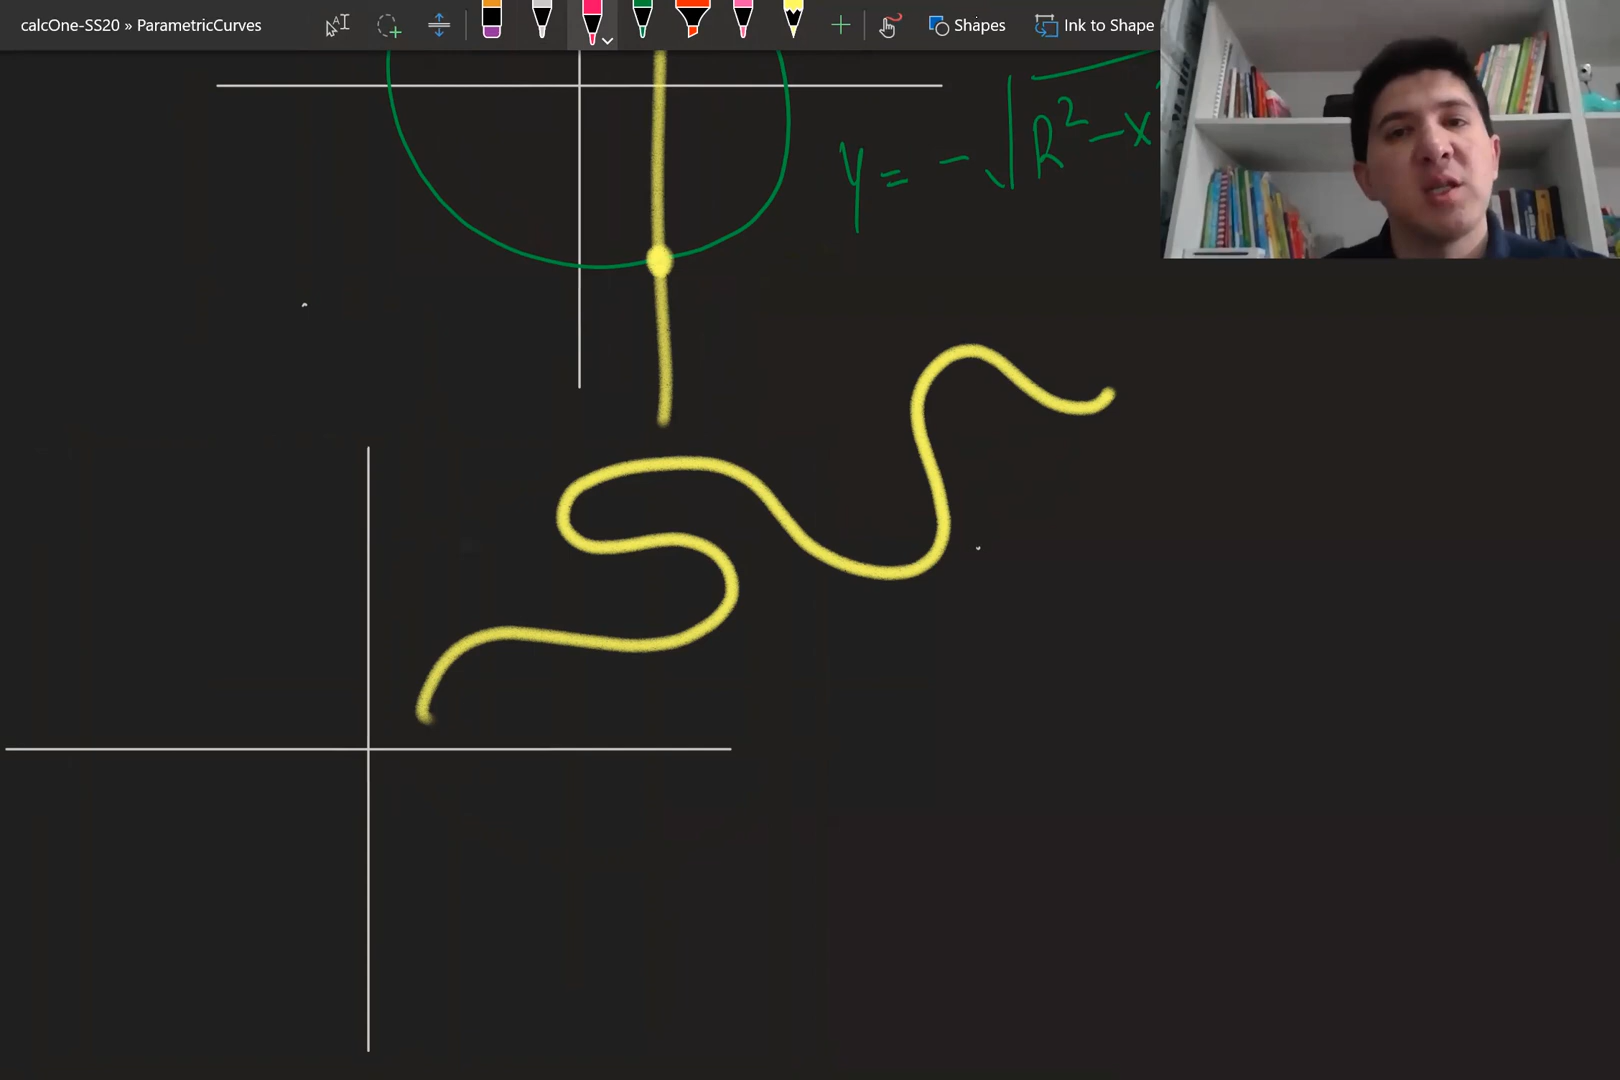 calcOne-SS20 » ParametricCurves
Shapes
Ink to Shape
y = -√R²-x